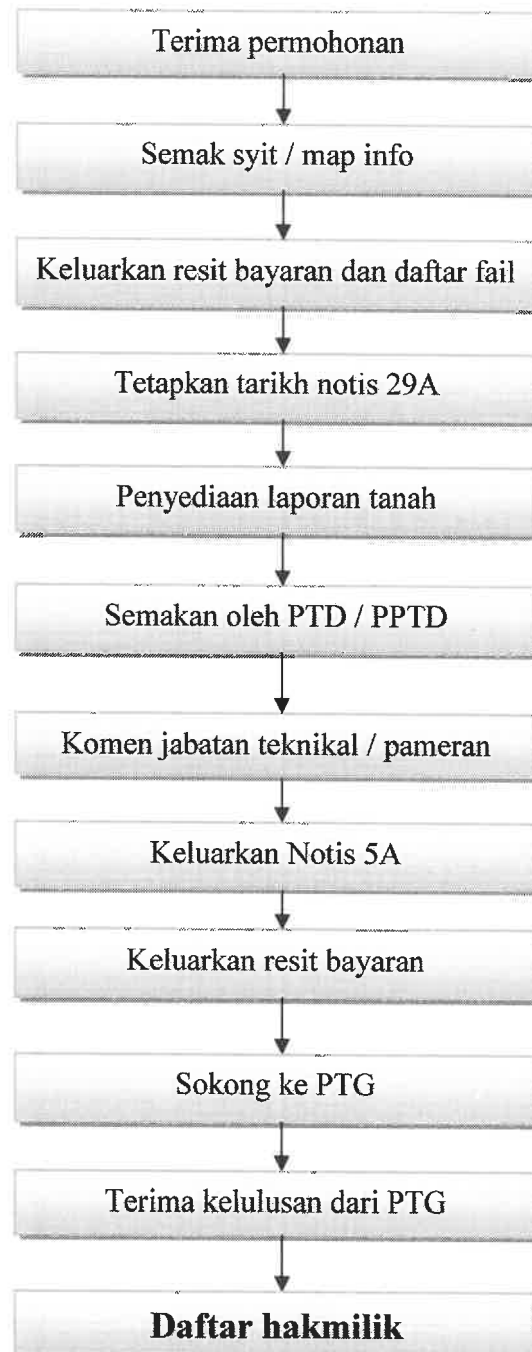 Terima permohonan
Semak syit / map info
Keluarkan resit bayaran dan daftar fail
Tetapkan tarikh notis 29A
Penyediaan laporan tanah
Semakan oleh PTD / PPTD
Komen jabatan teknikal / pameran
Keluarkan Notis 5A
Keluarkan resit bayaran
Sokong ke PTG
Terima kelulusan dari PTG
Daftar hakmilik